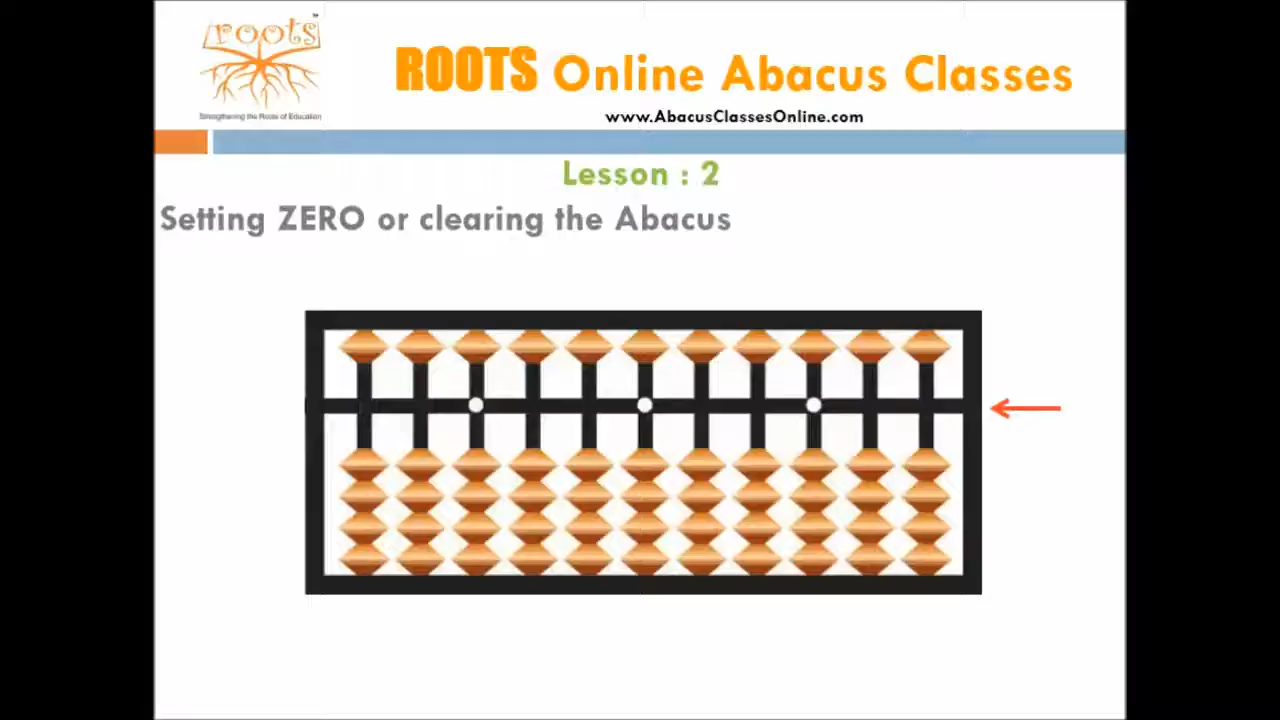 roots
™
Strengthening the Roots of Education
ROOTS Online Abacus Classes
www.AbacusClassesOnline.com
Lesson : 2
Setting ZERO or clearing the Abacus